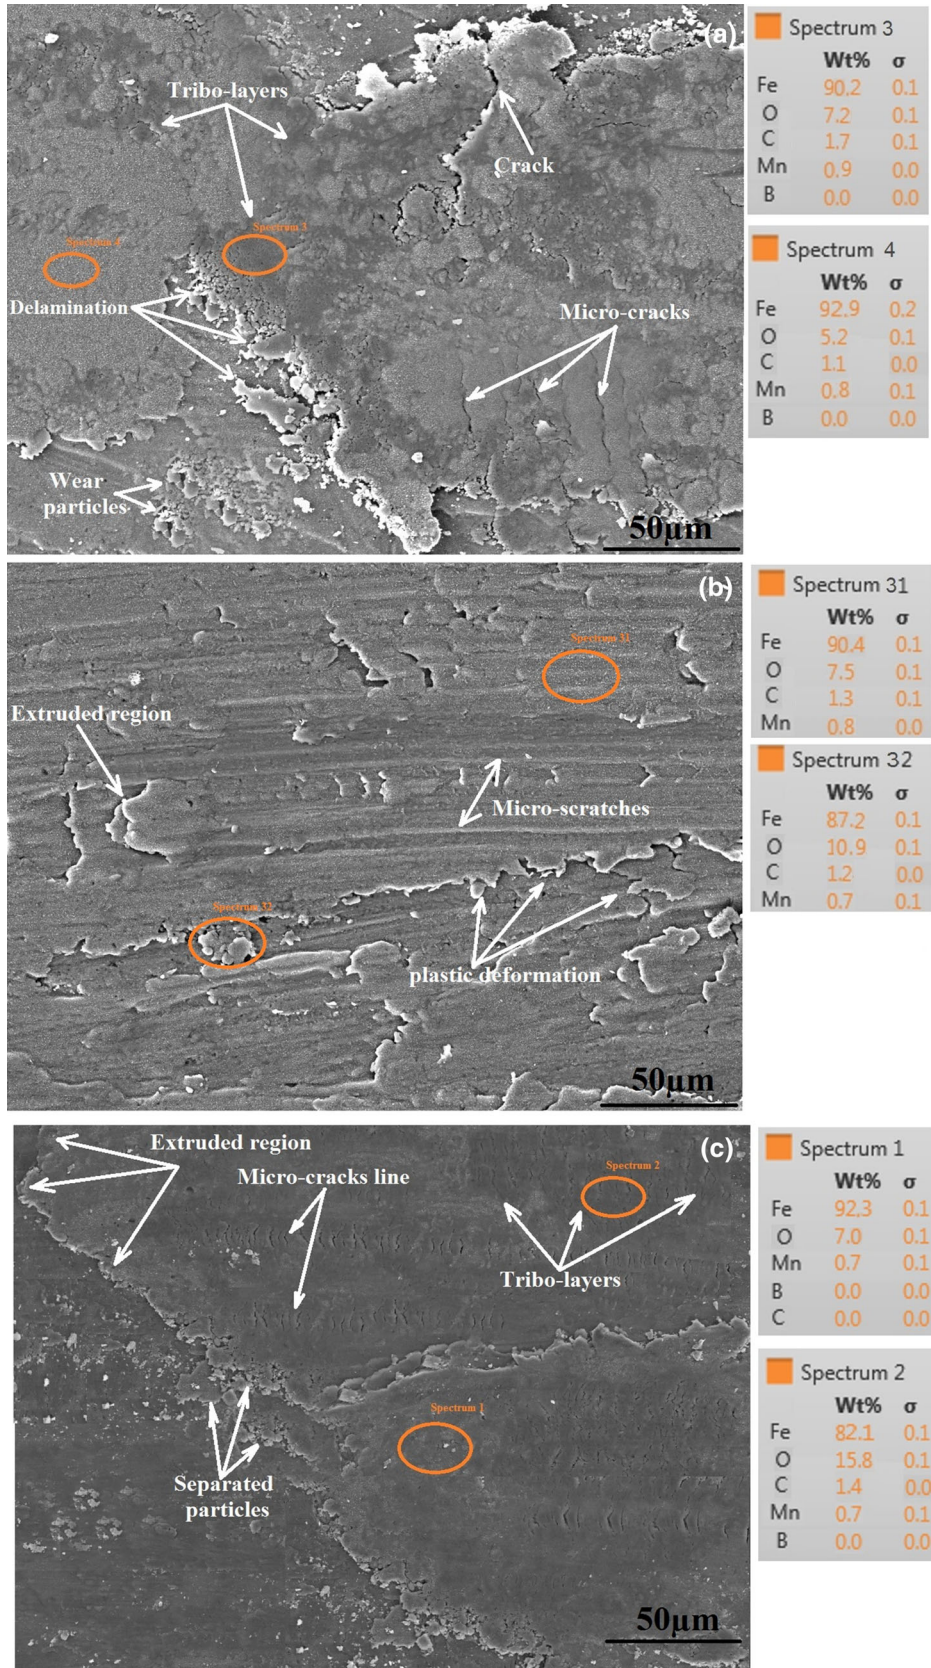 (a)
Tribo-layers
Crack
Spectrum 3
Spectrum 4
Delamination
Micro-cracks
Wear
particles
50µm
Spectrum 3
Wt% σ
Fe 90.2 0.1
O 7.2 0.1
C 1.7 0.1
Mn 0.9 0.0
B 0.0 0.0
Spectrum 4
Wt% σ
Fe 92.9 0.2
O 5.2 0.1
C 1.1 0.0
Mn 0.8 0.1
B 0.0 0.0
(b)
Spectrum 31
Extruded region
Micro-scratches
Spectrum 32
plastic deformation
50µm
Spectrum 31
Wt% σ
Fe 90.4 0.1
O 7.5 0.1
C 1.3 0.1
Mn 0.8 0.0
Spectrum 32
Wt% σ
Fe 87.2 0.1
O 10.9 0.1
C 1.2 0.0
Mn 0.7 0.1
(c)
Extruded region
Micro-cracks line
Spectrum 2
Tribo-layers
Spectrum 1
Separated
particles
50µm
Spectrum 1
Wt% σ
Fe 92.3 0.1
O 7.0 0.1
Mn 0.7 0.1
B 0.0 0.0
C 0.0 0.0
Spectrum 2
Wt% σ
Fe 82.1 0.1
O 15.8 0.1
C 1.4 0.0
Mn 0.7 0.1
B 0.0 0.0